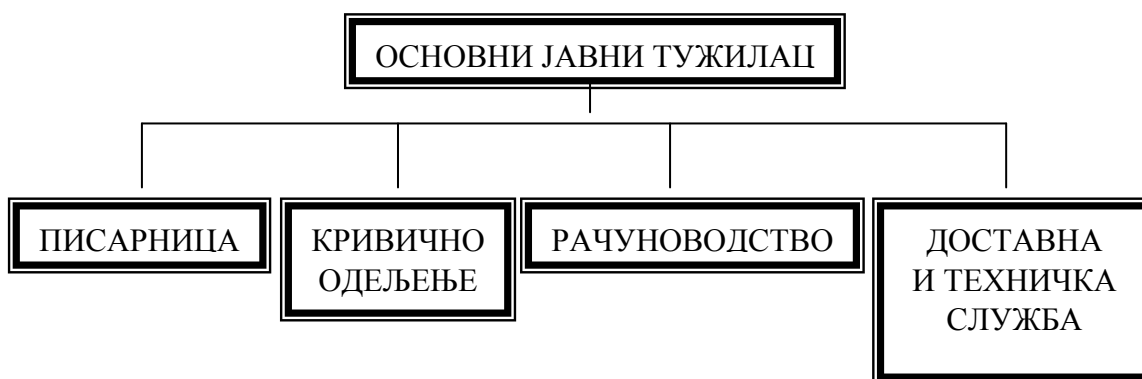 ОСНОВНИ ЈАВНИ ТУЖИЛАЦ
ПИСАРНИЦА
КРИВИЧНО
ОДЕЉЕЊЕ
РАЧУНОВОДСТВО
ДОСТАВНА
И ТЕХНИЧКА
СЛУЖБА